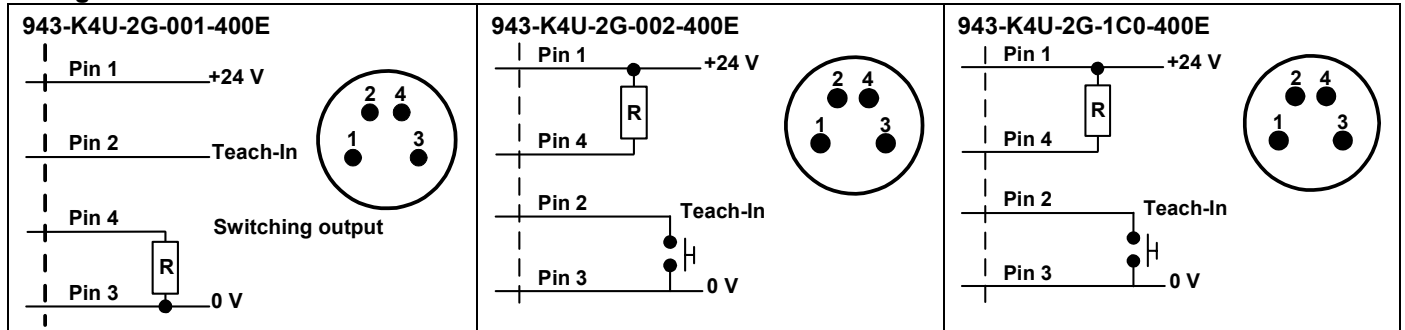 943-K4U-2G-001-400E
Pin 1
+24 V
Pin 2
Teach-In
Pin 4
Switching output
R
Pin 3
0 V
2 4
1 3
943-K4U-2G-002-400E
Pin 1
+24 V
R
Pin 4
Pin 2
Teach-In
Pin 3
0 V
2 4
1 3
943-K4U-2G-1C0-400E
Pin 1
+24 V
R
Pin 4
Pin 2
Teach-In
Pin 3
0 V
2 4
1 3